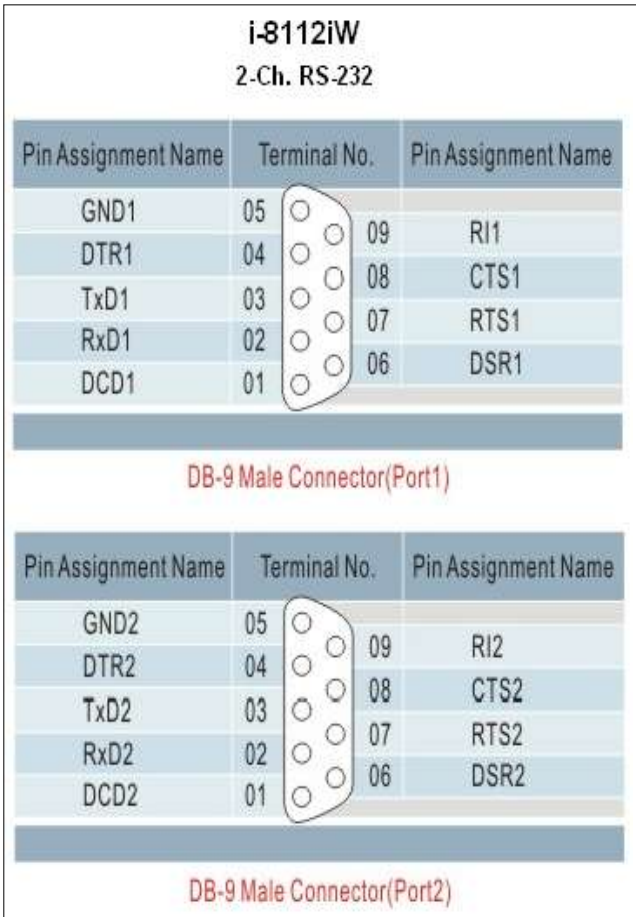 i-8112iW
2-Ch. RS-232
Pin Assignment Name Terminal No. Pin Assignment Name
GND1 05
09 RI1
DTR1 04
08 CTS1
TxD1 03
07 RTS1
RxD1 02
06 DSR1
DCD1 01
DB-9 Male Connector(Port1)
Pin Assignment Name Terminal No. Pin Assignment Name
GND2 05
09 RI2
DTR2 04
08 CTS2
TxD2 03
07 RTS2
RxD2 02
06 DSR2
DCD2 01
DB-9 Male Connector(Port2)